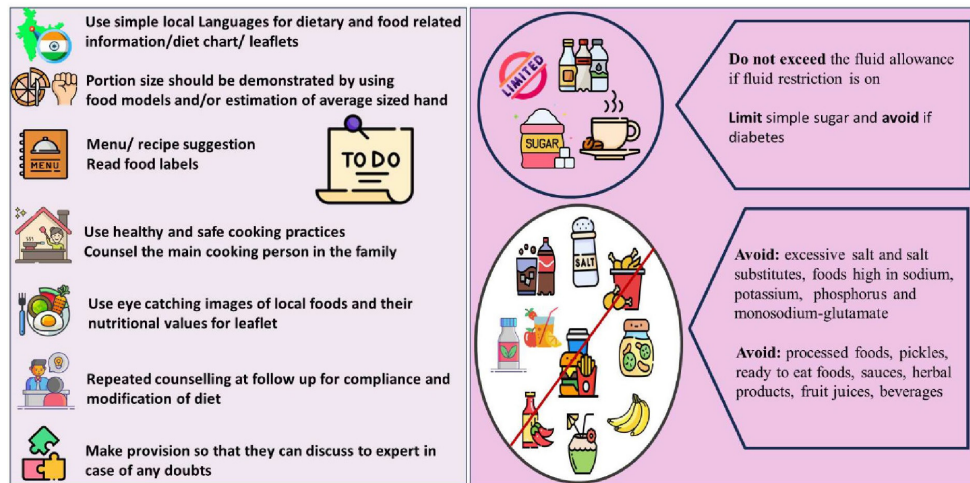 Use simple local Languages for dietary and food related
information/diet chart/ leaflets
Portion size should be demonstrated by using
food models and/or estimation of average sized hand
MENU
Menu/ recipe suggestion
Read food labels
TO DO
Use healthy and safe cooking practices
Counsel the main cooking person in the family
Use eye catching images of local foods and their
nutritional values for leaflet
Repeated counselling at follow up for compliance and
modification of diet
Make provision so that they can discuss to expert in
case of any doubts
LIMITED
SUGAR
Do not exceed the fluid allowance
if fluid restriction is on
Limit simple sugar and avoid if
diabetes
SALT
Avoid: excessive salt and salt
substitutes, foods high in sodium,
potassium, phosphorus and
monosodium-glutamate
Avoid: processed foods, pickles,
ready to eat foods, sauces, herbal
products, fruit juices, beverages